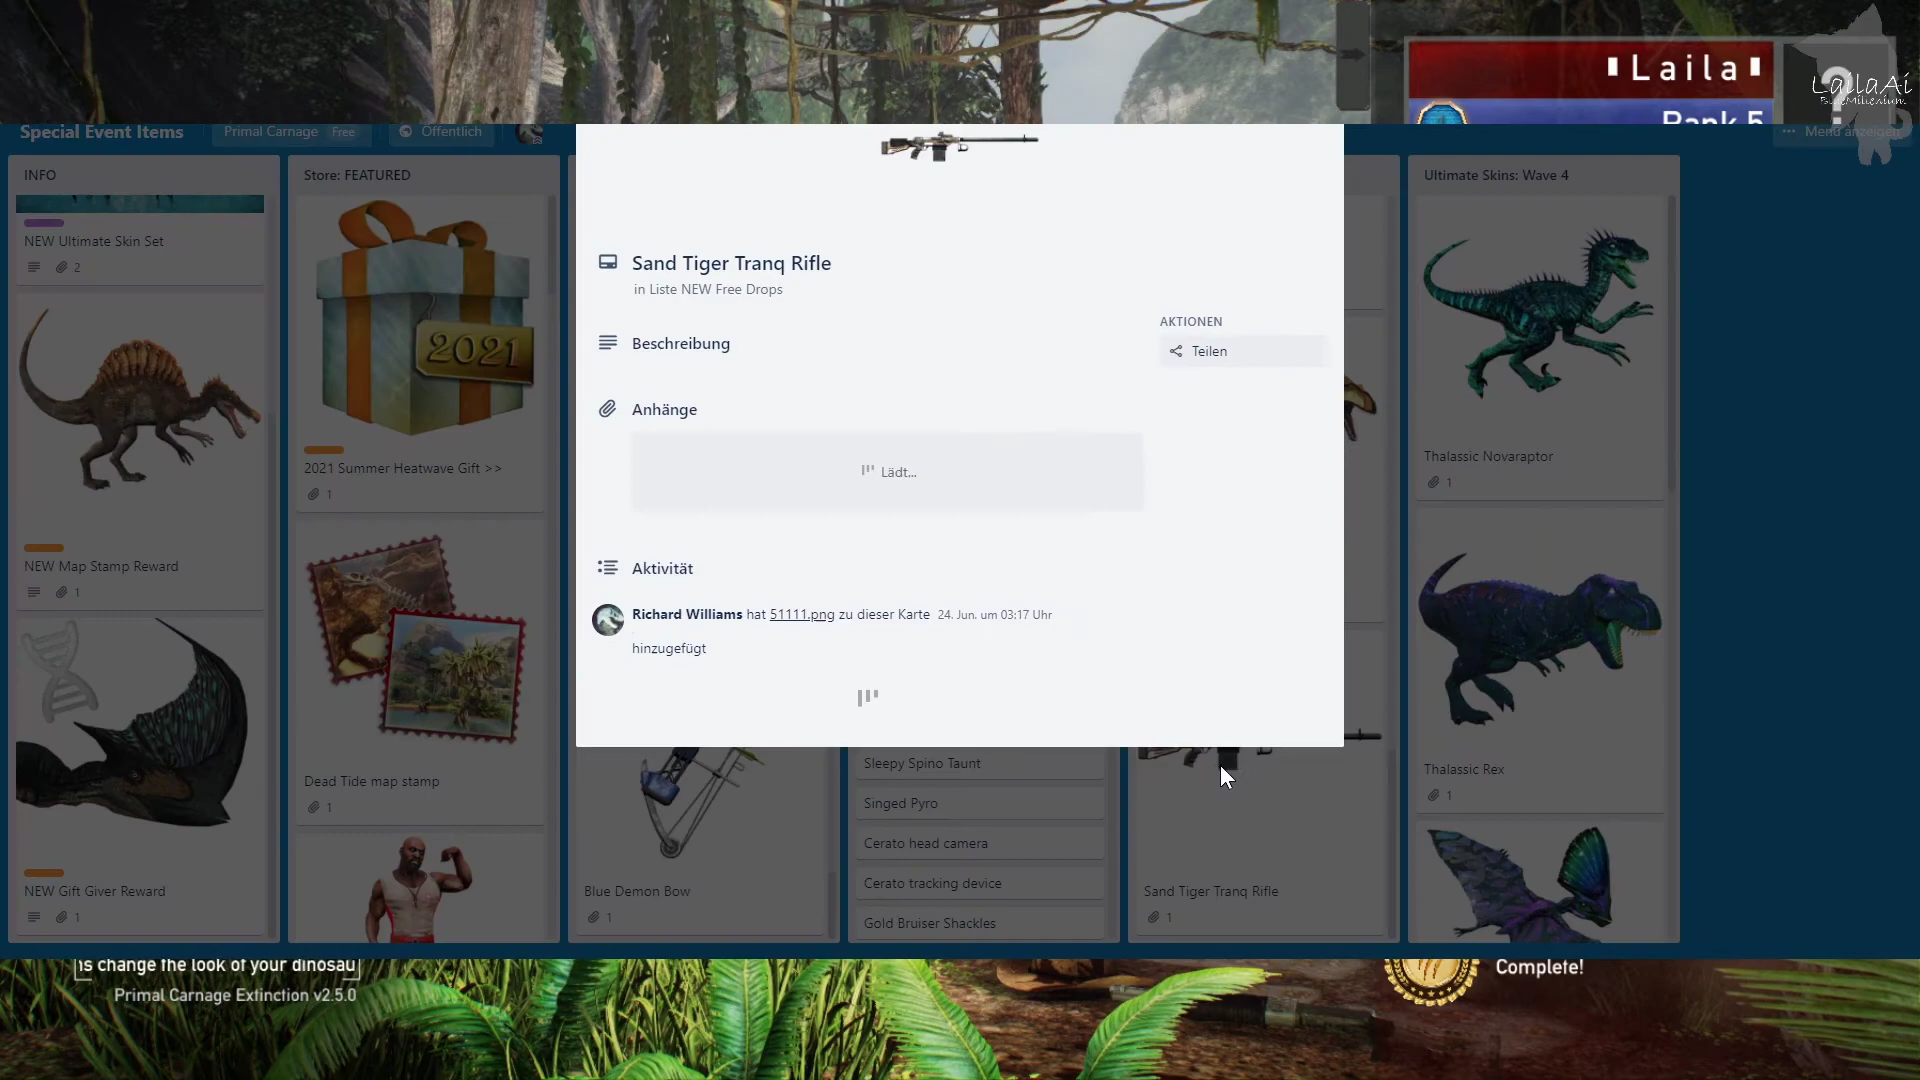 Laila
LailaAi
BlueMillenium
Rank 5
?
Special Event Items
Primal Carnage
Free
Öffentlich
Menü anzeigen
INFO
NEW Ultimate Skin Set
2
NEW Map Stamp Reward
1
NEW Gift Giver Reward
1
Store: FEATURED
2021
2021 Summer Heatwave Gift >>
1
Dead Tide map stamp
1
Sand Tiger Tranq Rifle
in Liste NEW Free Drops
Beschreibung
Anhänge
Lädt...
Aktivität
Richard Williams hat 51111.png zu dieser Karte 24. Jun. um 03:17 Uhr
hinzugefügt
AKTIONEN
Teilen
Blue Demon Bow
1
Sleepy Spino Taunt
Singed Pyro
Cerato head camera
Cerato tracking device
Gold Bruiser Shackles
Sand Tiger Tranq Rifle
1
Ultimate Skins: Wave 4
Thalassic Novaraptor
1
Thalassic Rex
1
change the look of your dinosau
Primal Carnage Extinction v2.5.0
Complete!